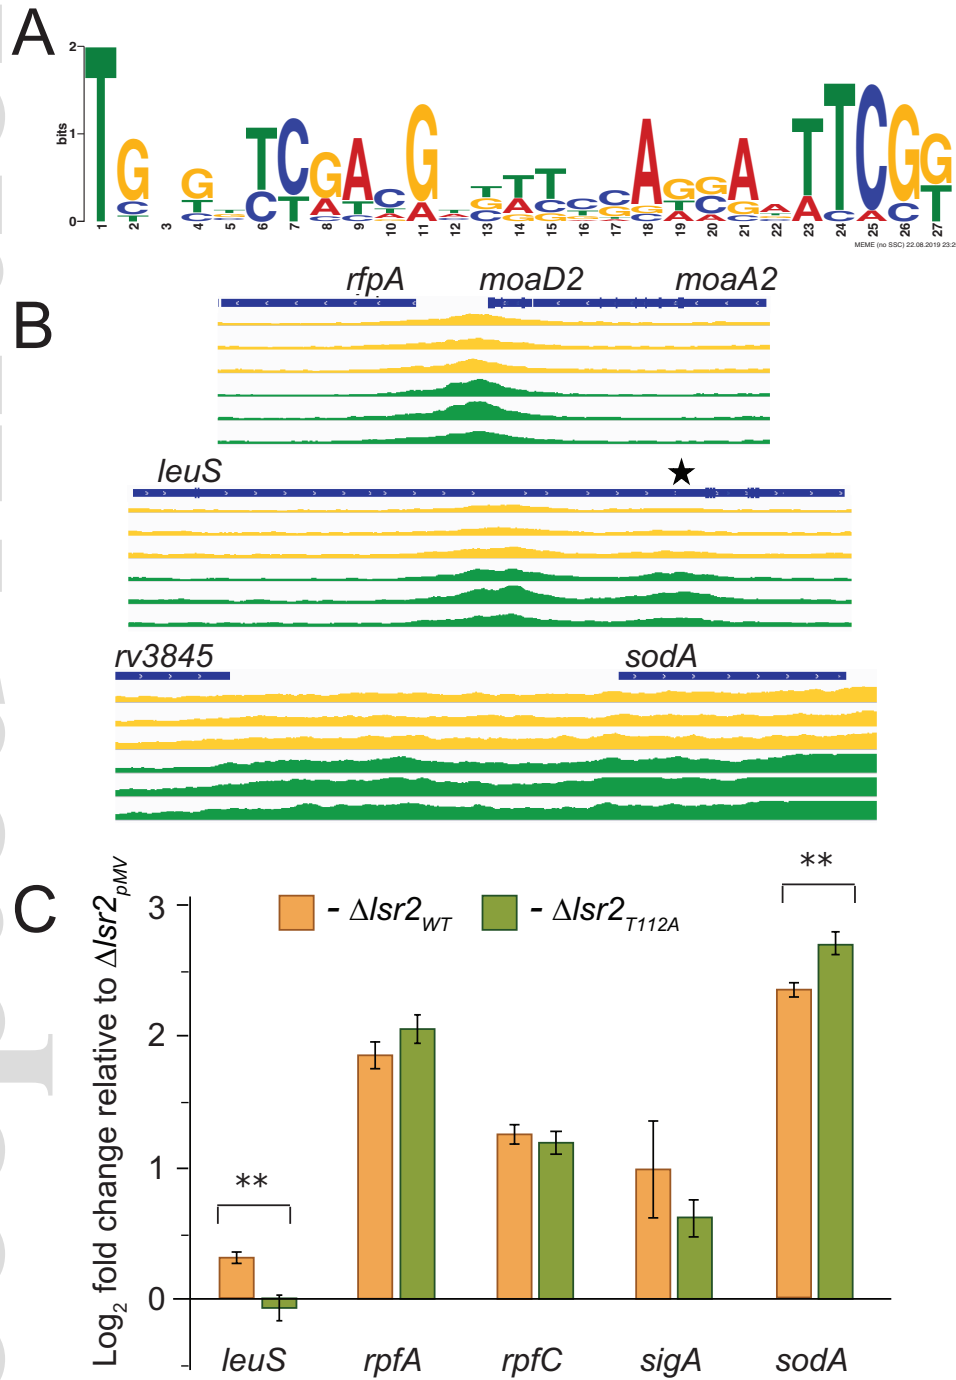 A
2
bits
1
0
1 2 3 4 5 6 7 8 9 10 11 12 13 14 15 16 17 18 19 20 21 22 23 24 25 26 27
MEME (no SSC) 22.08.2019 23:2
B
rfpA moaD2 moaA2
leuS ★
rv3845 sodA
C
Log2 fold change relative to Δlsr2pMV
- Δlsr2WT - Δlsr2T112A
**
3
2
1
**
0
leuS rpfA rpfC sigA sodA